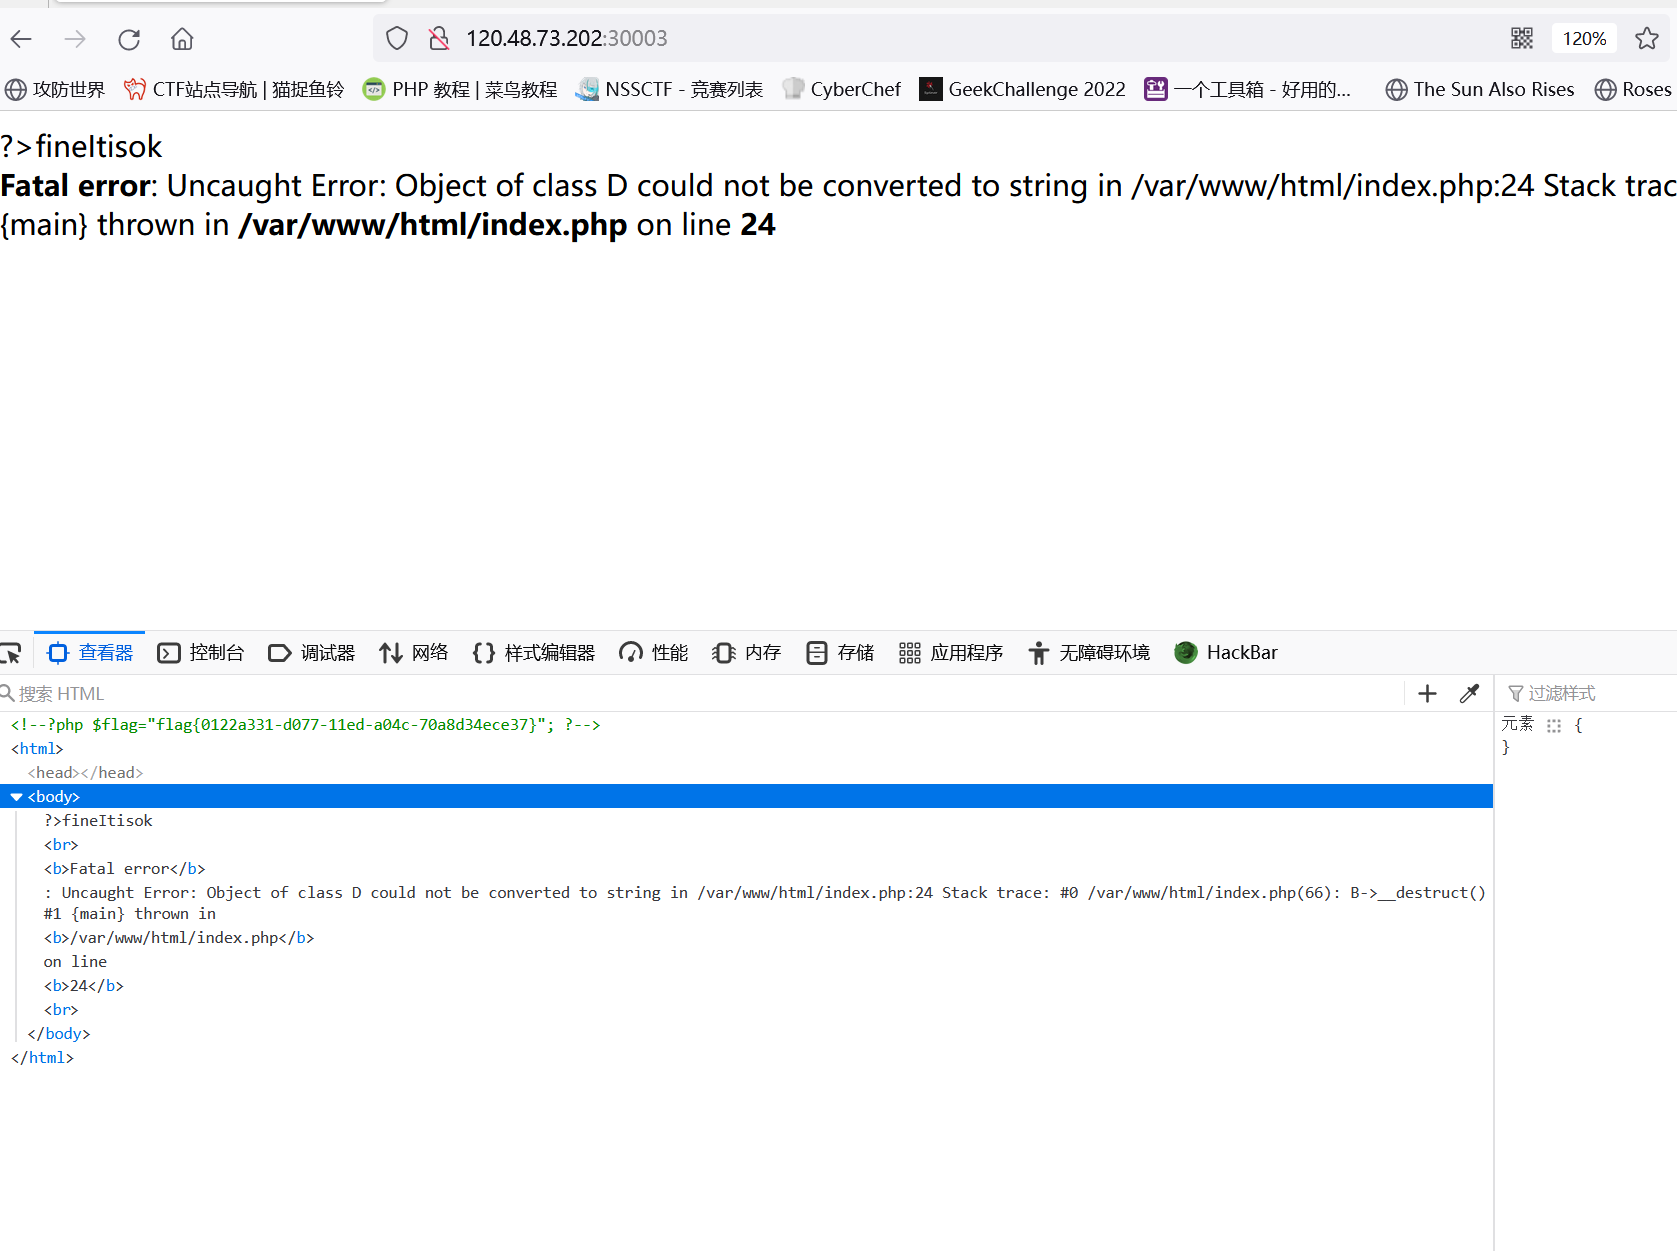 120.48.73.202:30003
120%
攻防世界 CTF站点导航 | 猫捉鱼铃 PHP 教程 | 菜鸟教程 NSSCTF - 竞赛列表 CyberChef GeekChallenge 2022 一个工具箱 - 好用的... The Sun Also Rises Roses
?>fineItisok
Fatal error: Uncaught Error: Object of class D could not be converted to string in /var/www/html/index.php:24 Stack trac
{main} thrown in /var/www/html/index.php on line 24
查看器 控制台 调试器 网络 样式编辑器 性能 内存 存储 应用程序 无障碍环境 HackBar
搜索 HTML
过滤样式
<!--?php $flag="flag{0122a331-d077-11ed-a04c-70a8d34ece37}"; ?-->
<html>
<head></head>
<body>
?>fineItisok
<br>
<b>Fatal error</b>
: Uncaught Error: Object of class D could not be converted to string in /var/www/html/index.php:24 Stack trace: #0 /var/www/html/index.php(66): B->__destruct()
#1 {main} thrown in
<b>/var/www/html/index.php</b>
on line
<b>24</b>
<br>
</body>
</html>
元素 {
}